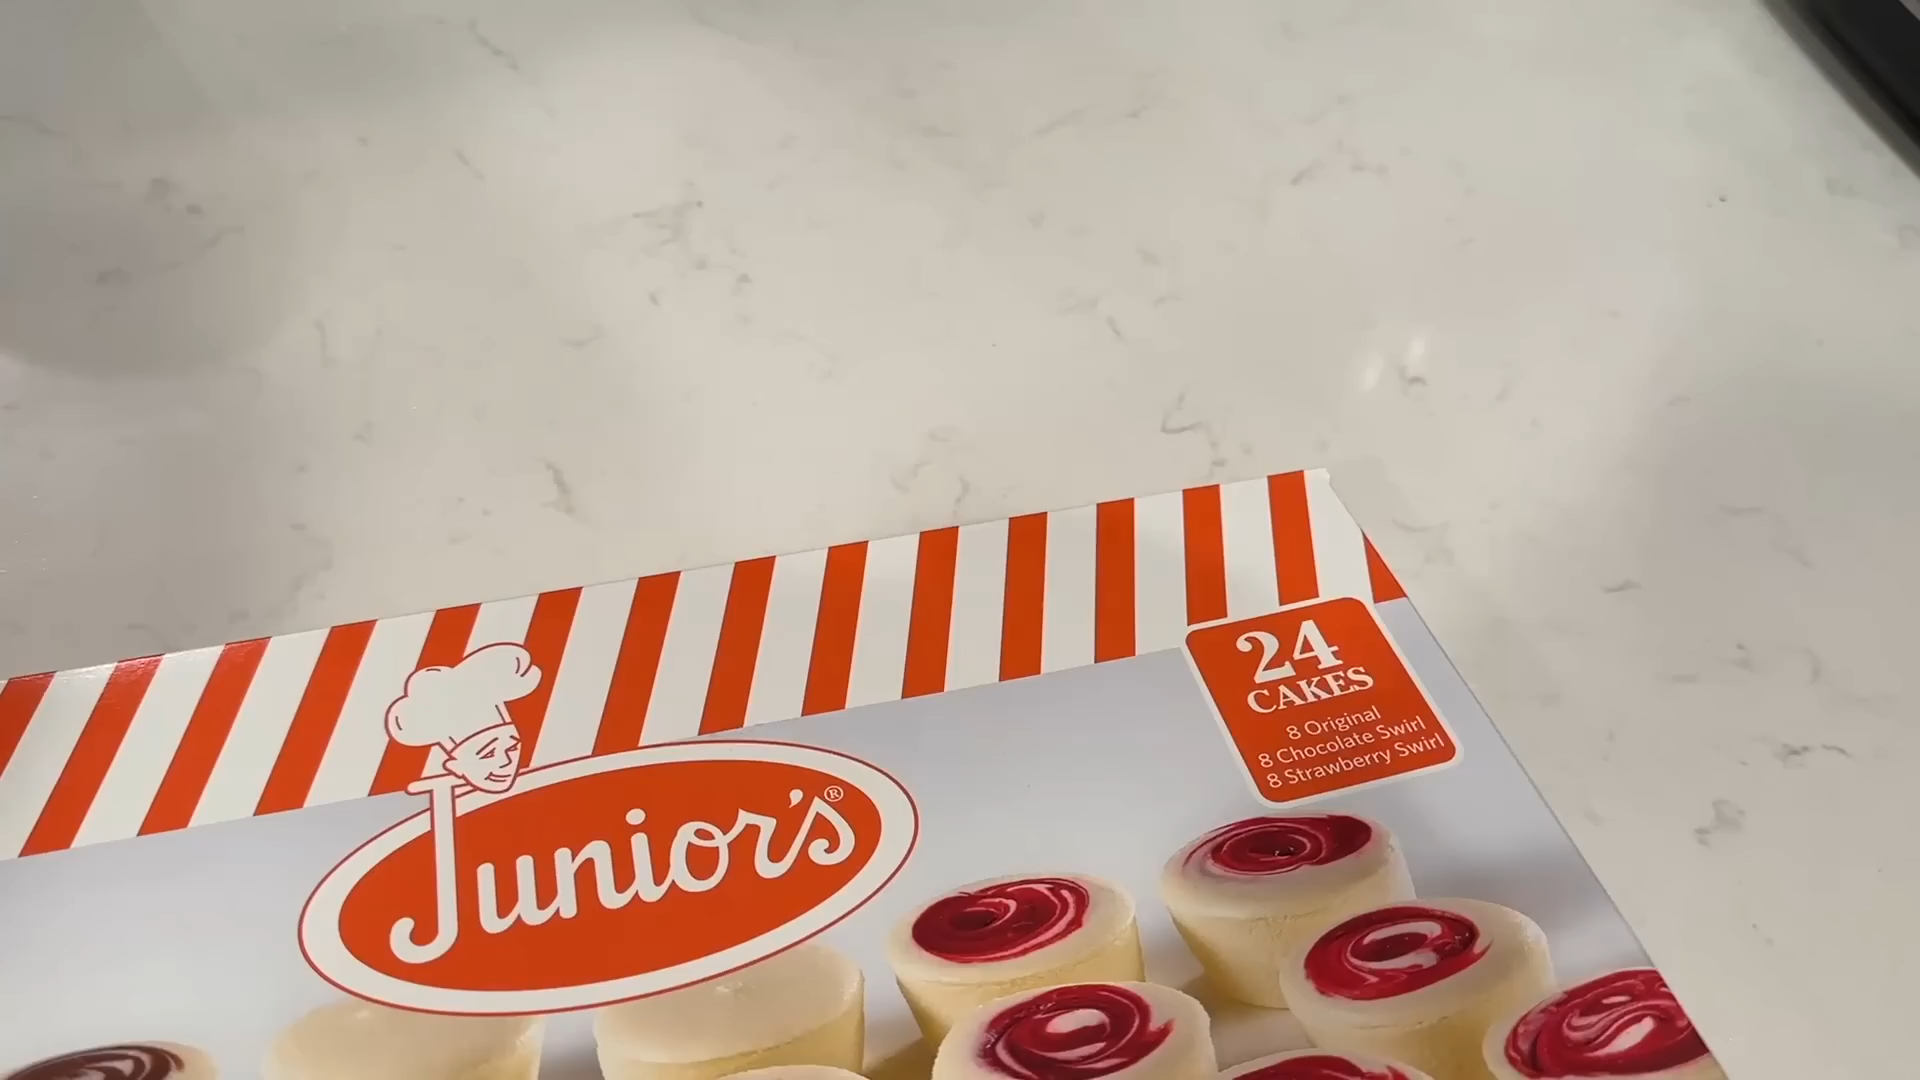 24
CAKES
8 Original
8 Chocolate Swirl
8 Strawberry Swirl
Junior's®